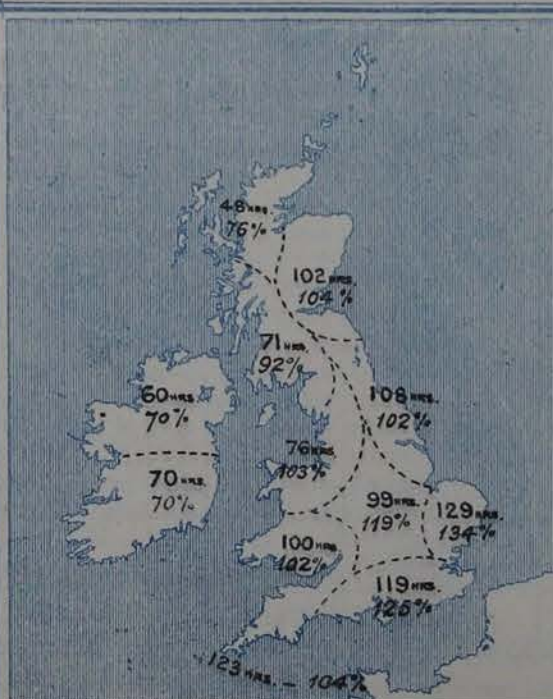 48 HRS.
76%
102 HRS.
104%
71 HRS.
92%
60 HRS.
70%
108 HRS.
102%
76 HRS
103%
70 HRS.
70%
99 HRS.
119%
129 HRS.
134%
100 HRS
102%
119 HRS.
125%
123 HRS. - 104%